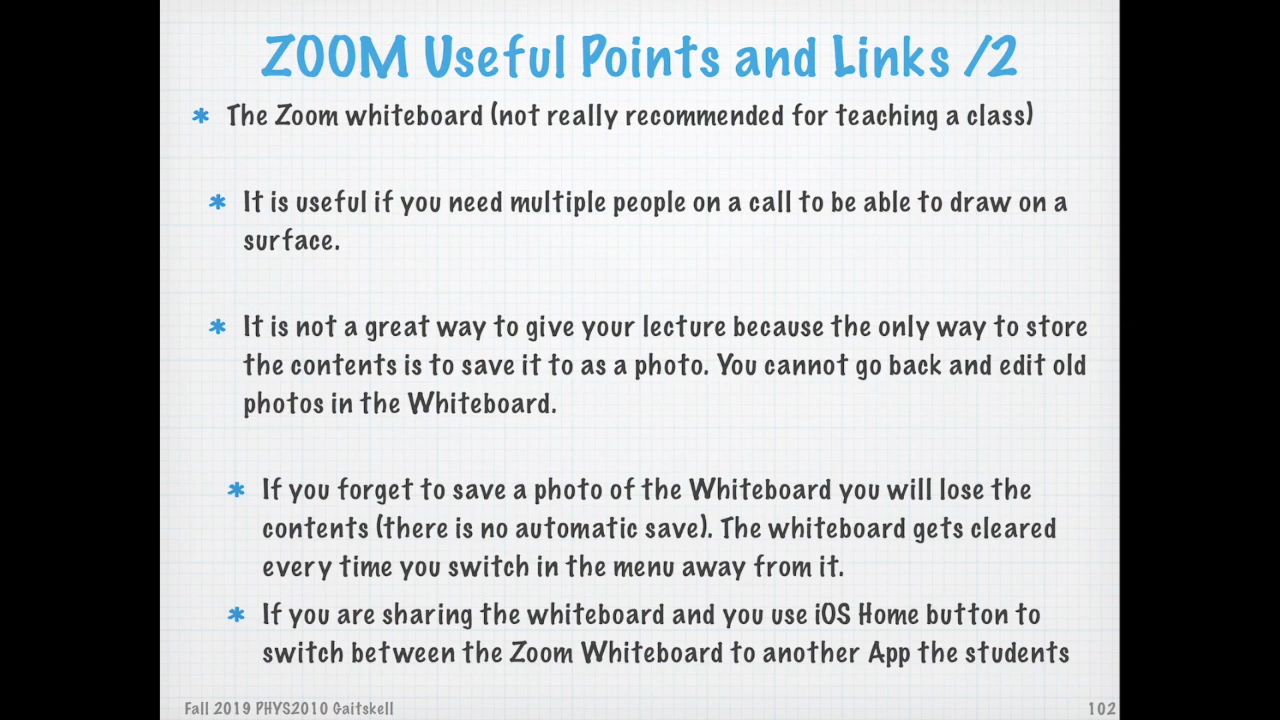 ZOOM Useful Points and Links /2
* The Zoom whiteboard (not really recommended for teaching a class)
* It is useful if you need multiple people on a call to be able to draw on a
surface.
* It is not a great way to give your lecture because the only way to store
the contents is to save it to as a photo. You cannot go back and edit old
photos in the Whiteboard.
* If you forget to save a photo of the Whiteboard you will lose the
contents (there is no automatic save). The whiteboard gets cleared
every time you switch in the menu away from it.
* If you are sharing the whiteboard and you use iOS Home button to
switch between the Zoom Whiteboard to another App the students
Fall 2019 PHYS2010 Gaitskell
102